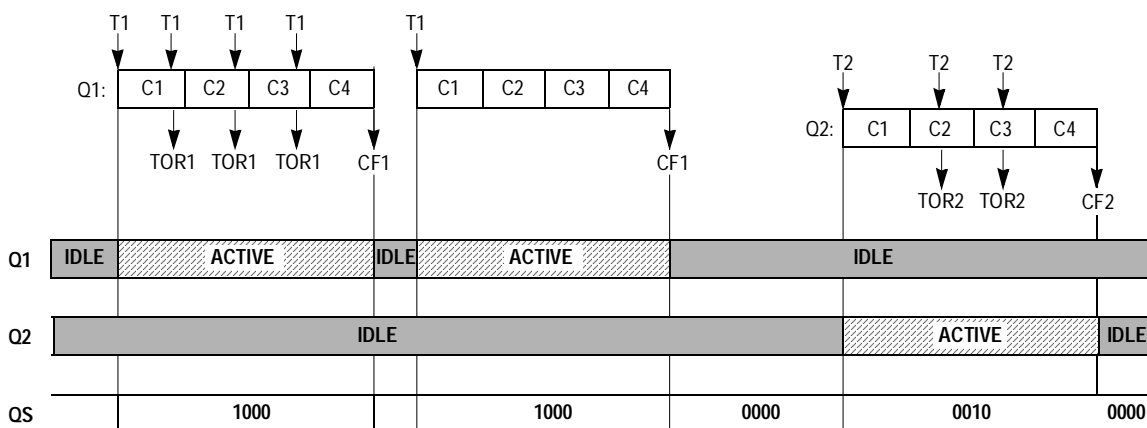 T1 T1 T1 T1 T1
T2 T2 T2
Q1: C1 C2 C3 C4 C1 C2 C3 C4
Q2: C1 C2 C3 C4
TOR1 TOR1 TOR1 CF1 CF1
TOR2 TOR2 CF2
Q1 IDLE ACTIVE IDLE ACTIVE IDLE
Q2 IDLE ACTIVE IDLE
QS 1000 1000 0000 0010 0000